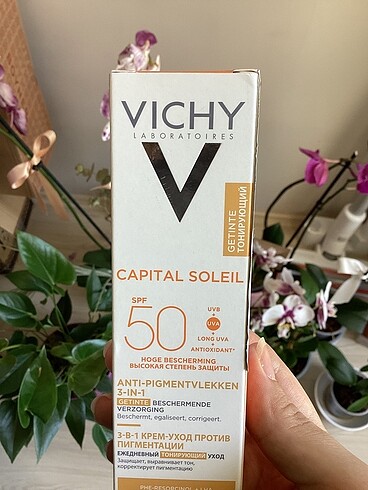 VICHY
LABORATOIRES
GETINTE
ТОНИРУЮЩИЙ
CAPITAL SOLEIL
SPF
50
UVB
+
UVA
+
LONG UVA
+
ANTIOXIDANT*
HOGE BESCHERMING
ВЫСОКАЯ СТЕПЕНЬ ЗАЩИТЫ
ANTI-PIGMENTVLEKKEN
3-IN-1
GETINTE BESCHERMENDE
VERZORGING
Beschermt, egaliseert, corrigeert.
3-В-1 КРЕМ-УХОД ПРОТИВ
ПИГМЕНТАЦИИ
ЕЖЕДНЕВНЫЙ ТОНИРУЮЩИЙ УХОД
Защищает, выравнивает тон,
корректирует пигментацию